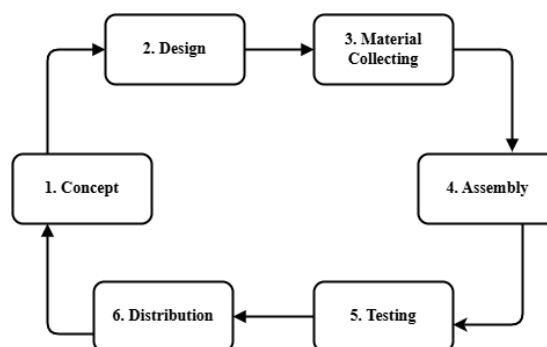 1. Concept
2. Design
3. Material
Collecting
4. Assembly
5. Testing
6. Distribution